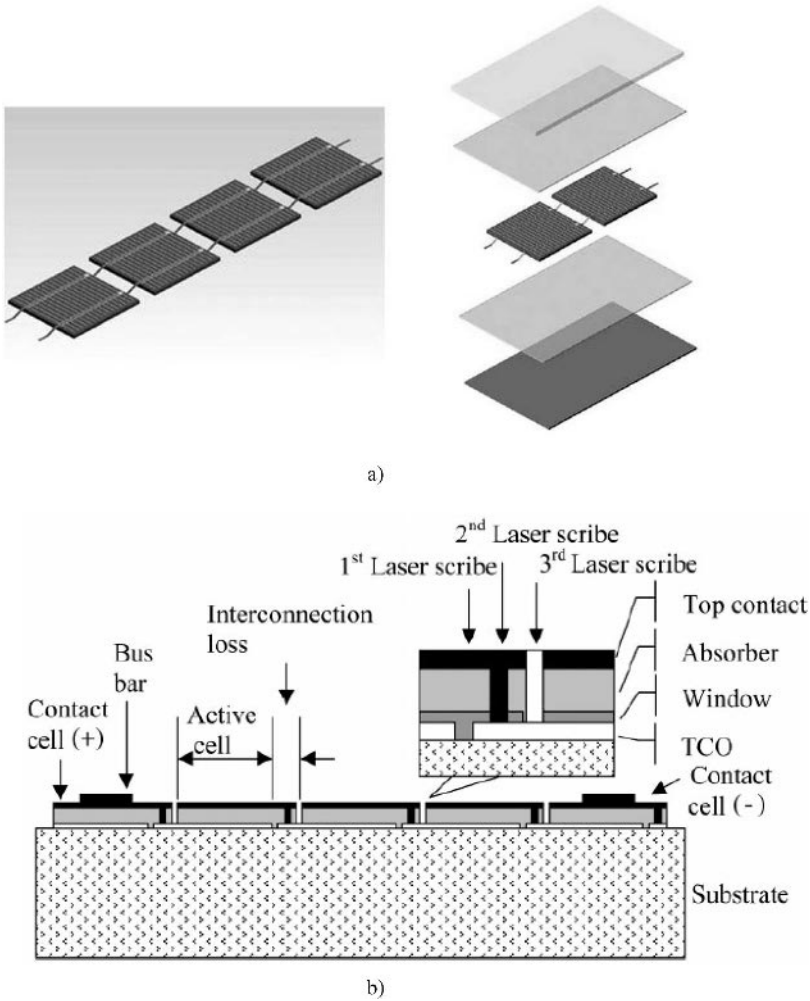 a)
2nd Laser scribe
1st Laser scribe
3rd Laser scribe
Top contact
Absorber
Window
TCO
Interconnection
loss
Bus
bar
Contact
cell (+)
Active
cell
Contact
cell (-)
Substrate
b)